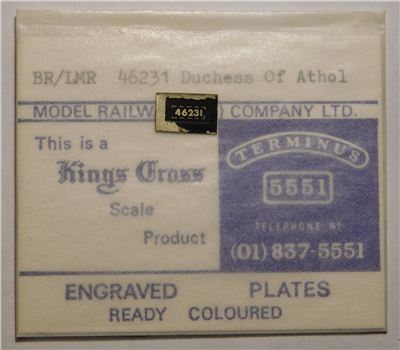 BR/LMR 46231 Duchess Of Athol
46231
MODEL RAILWA COMPANY LTD.
This is a
Kings Cross
Scale
Product
TERMINUS
5551
TELEPHONE Nº
(01) 837-5551
ENGRAVED PLATES
READY COLOURED